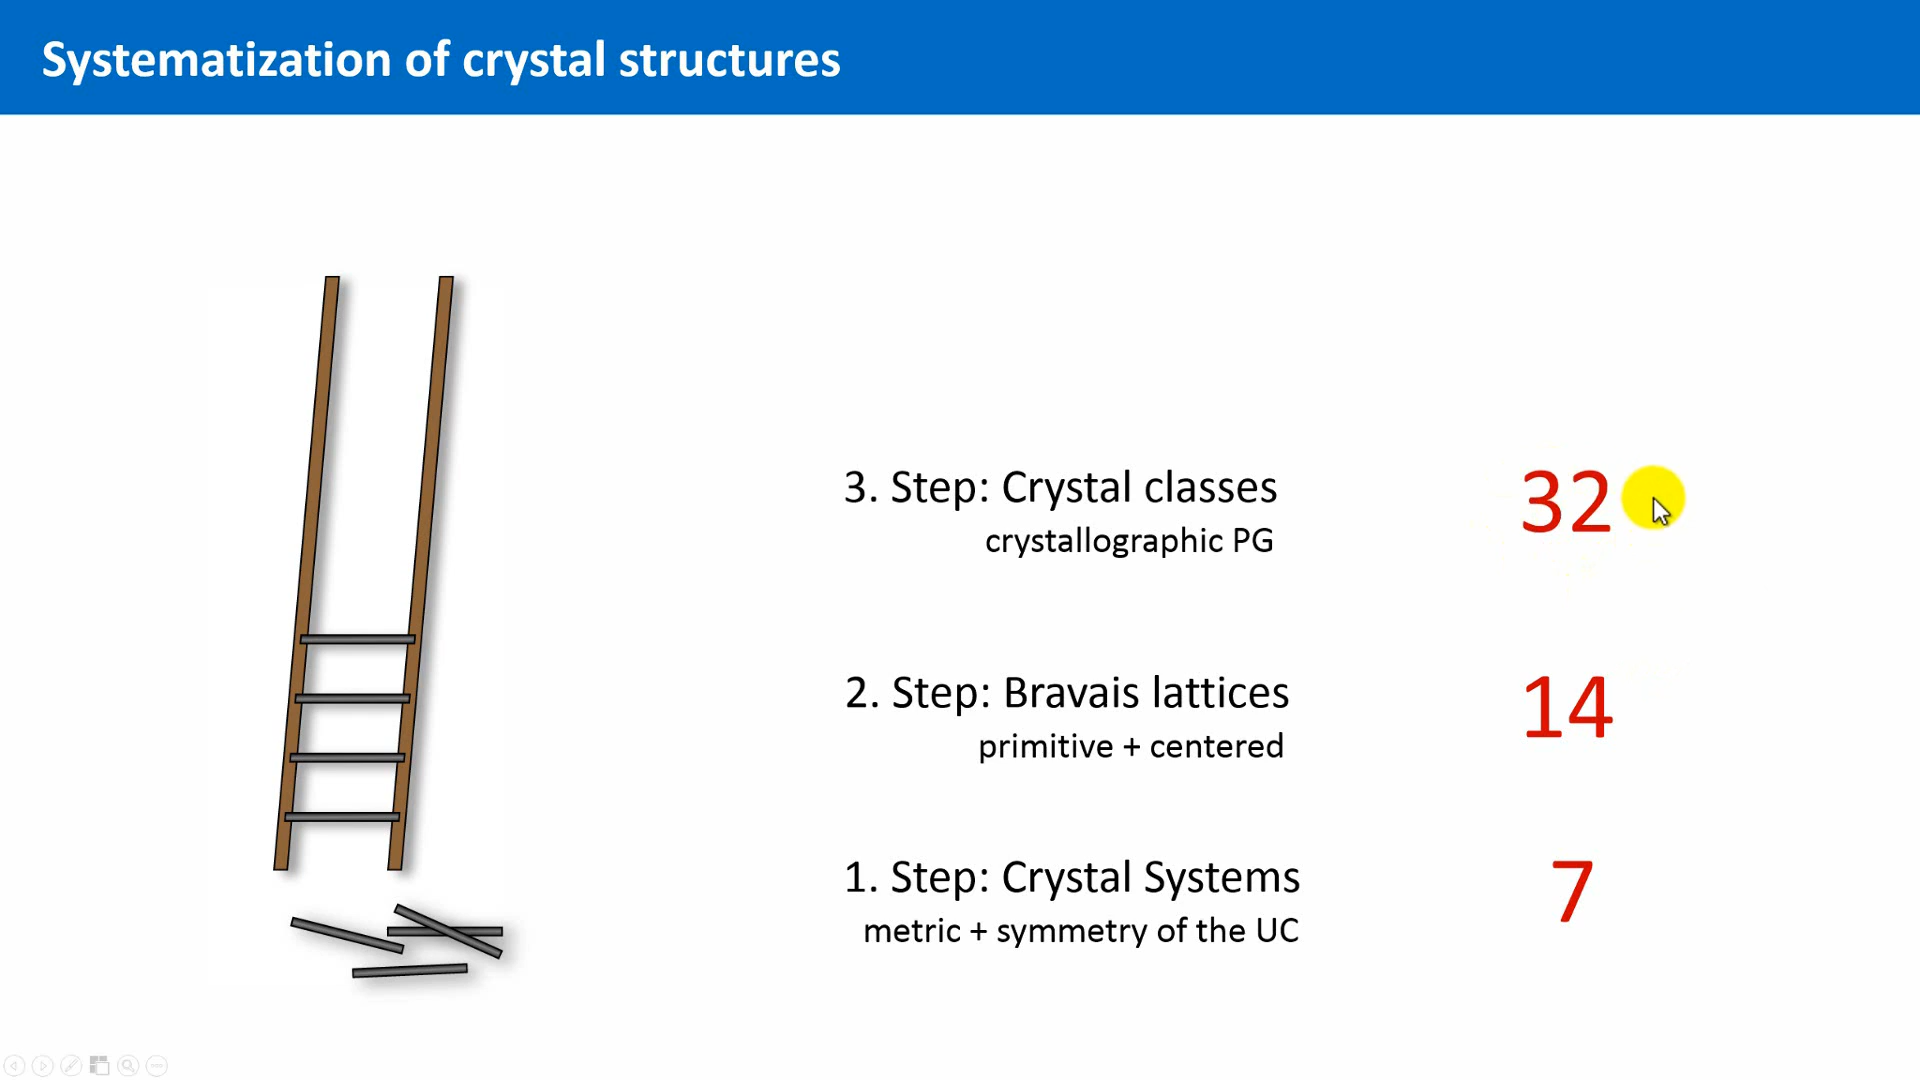 Systematization of crystal structures
3. Step: Crystal classes
crystallographic PG
32
2. Step: Bravais lattices
primitive + centered
14
1. Step: Crystal Systems
metric + symmetry of the UC
7